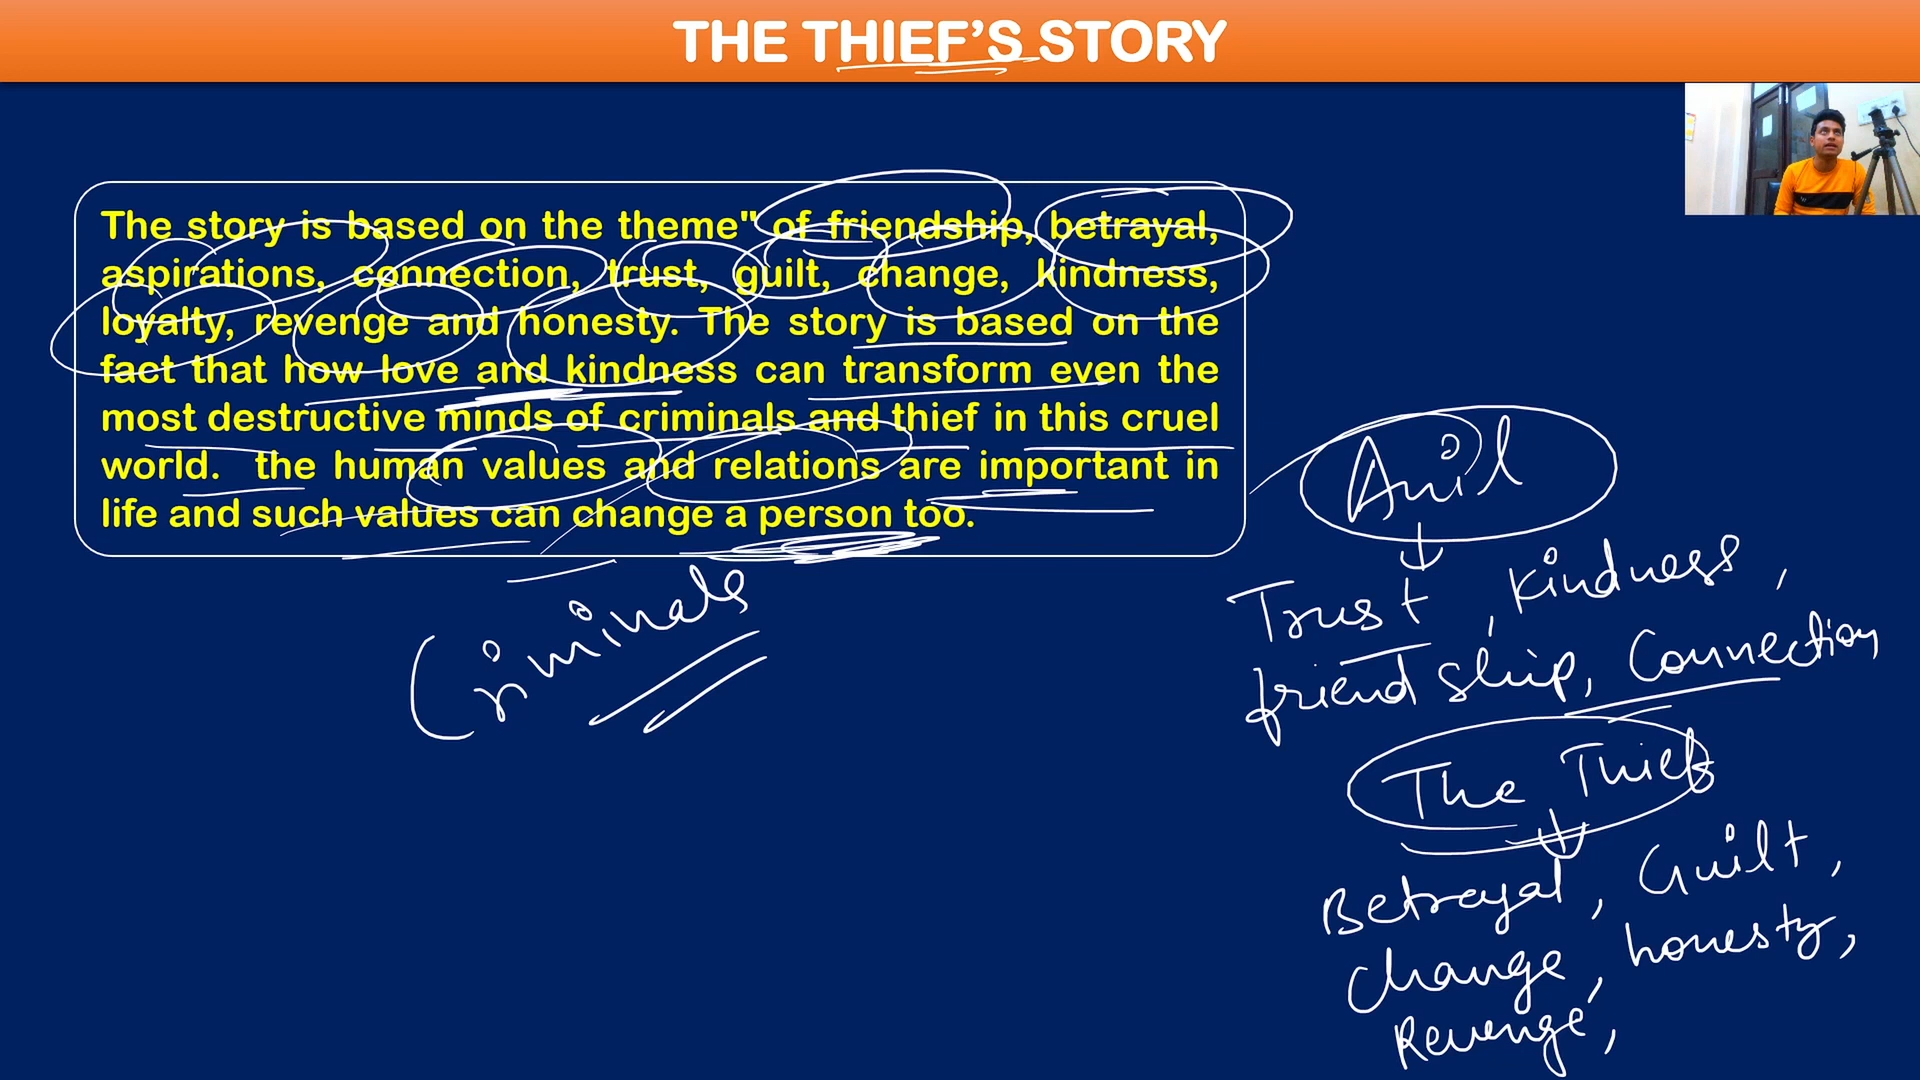 THE THIEF'S STORY
The story is based on the theme" of friendship, betrayal,
aspirations, connection, trust, guilt, change, kindness,
loyalty, revenge and honesty. The story is based on the
fact that how love and kindness can transform even the
most destructive minds of criminals and thief in this cruel
world. the human values and relations are important in
life and such values can change a person too.
Criminals
Anil
Trust, Kindness,
friendship, Connection
The Thief
Betrayal, Guilt,
Change, honesty,
Revenge,